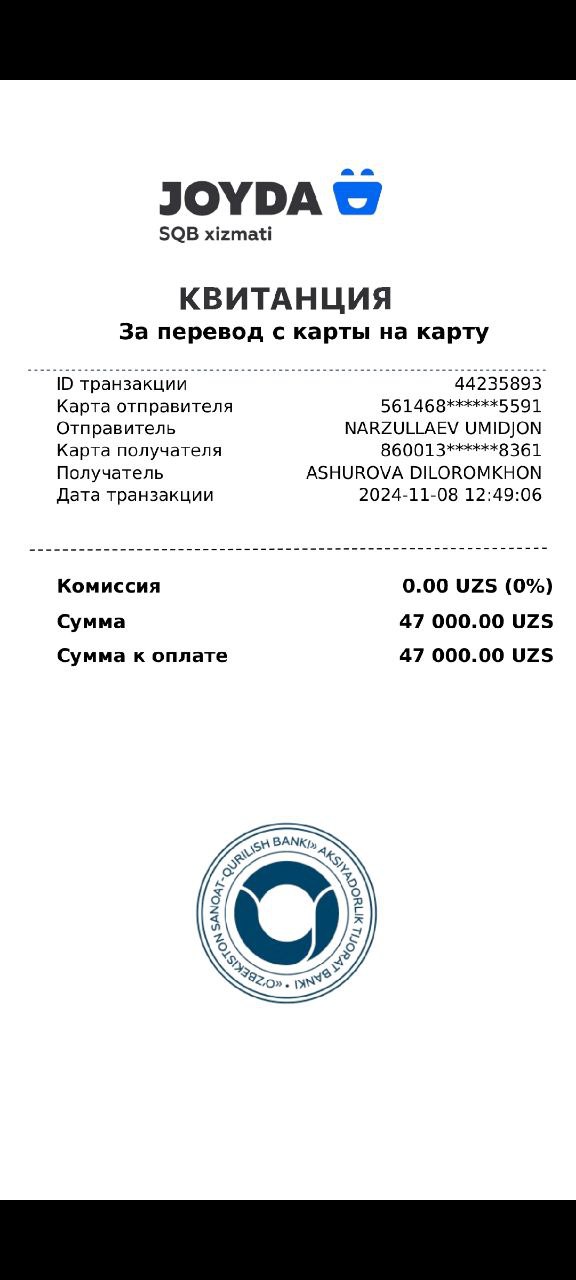 JOYDA
SQB xizmati
КВИТАНЦИЯ
За перевод с карты на карту
ID транзакции 44235893
Карта отправителя 561468******5591
Отправитель NARZULLAEV UMIDJON
Карта получателя 860013******8361
Получатель ASHUROVA DILOROMKHON
Дата транзакции 2024-11-08 12:49:06
Комиссия 0.00 UZS (0%)
Сумма 47 000.00 UZS
Сумма к оплате 47 000.00 UZS
«O'ZBEKISTON SANOAT-QURILISH BANKI» AKSIYADORLIK TIJORAT BANKI •